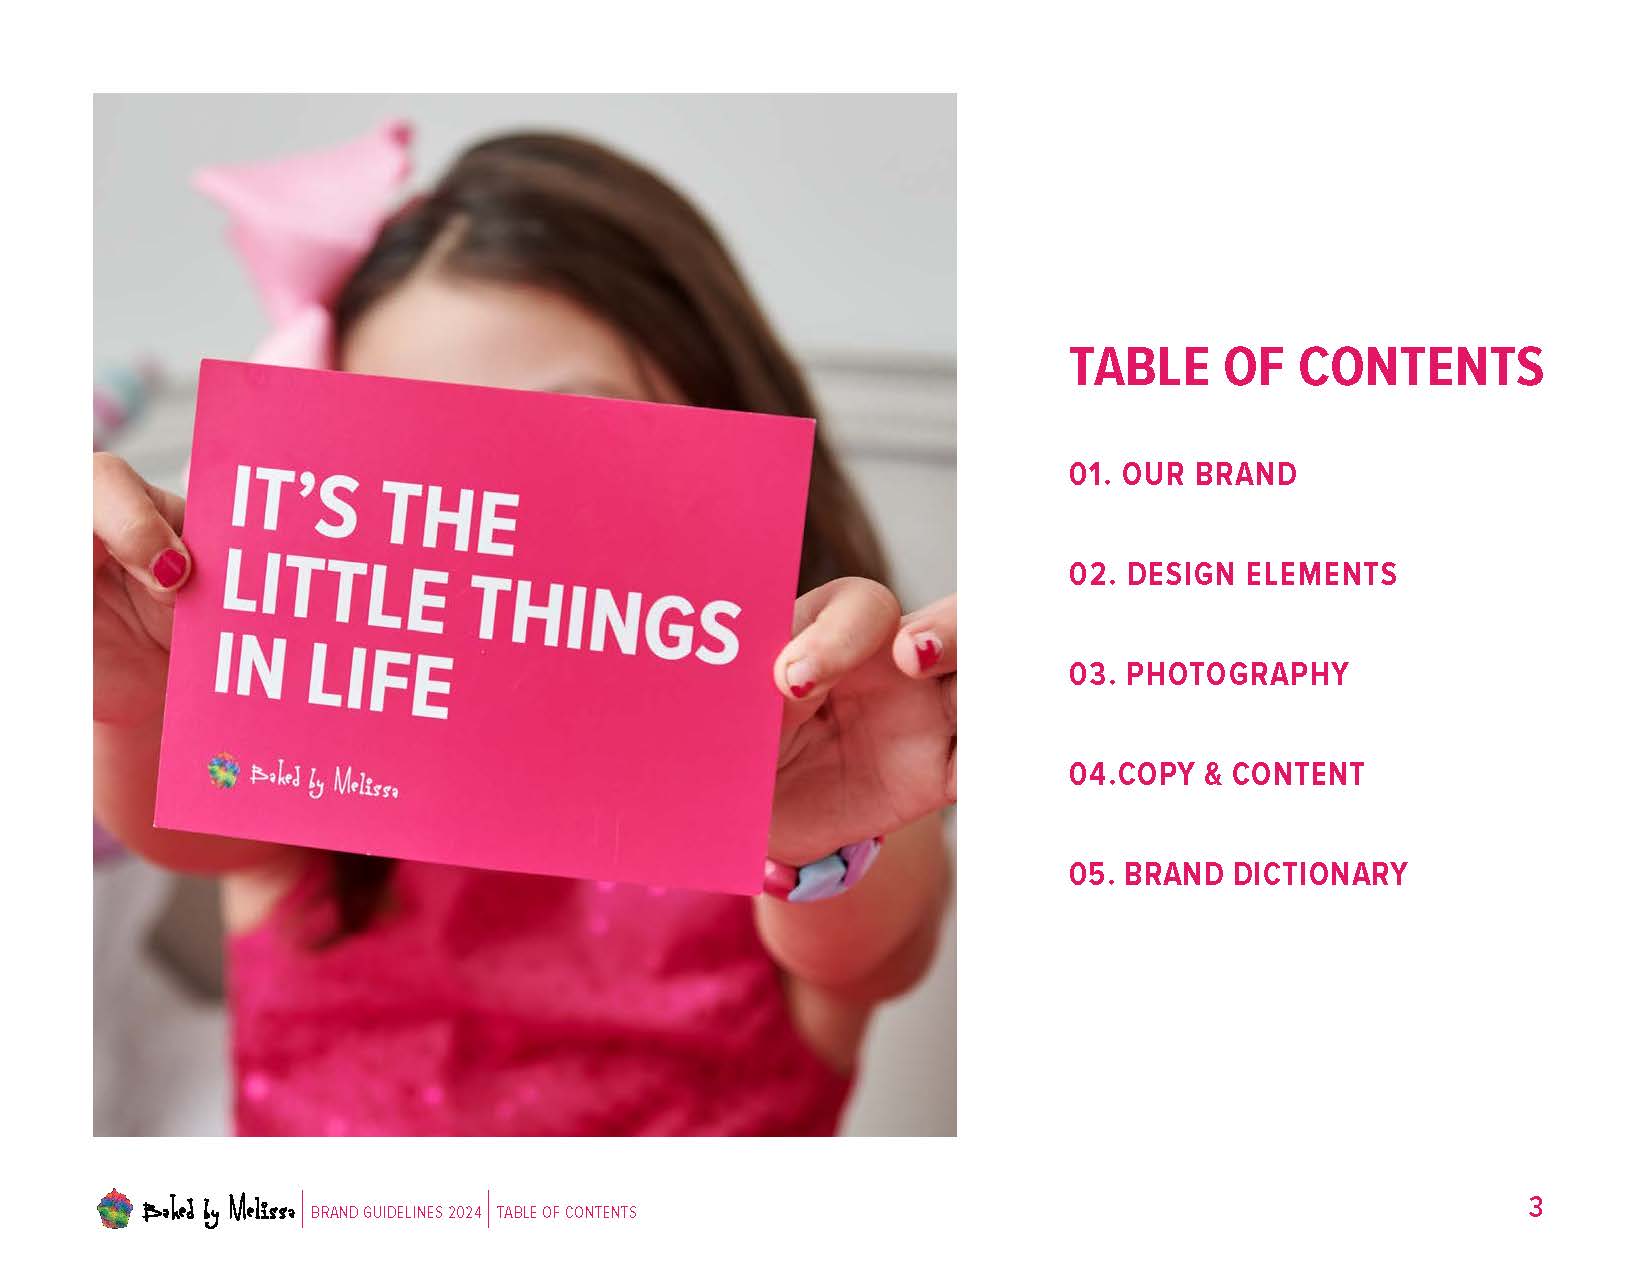 IT’S THE
LITTLE THINGS
IN LIFE
Baked by Melissa
TABLE OF CONTENTS
01. OUR BRAND
02. DESIGN ELEMENTS
03. PHOTOGRAPHY
04.COPY & CONTENT
05. BRAND DICTIONARY
Baked by Melissa BRAND GUIDELINES 2024 TABLE OF CONTENTS
3